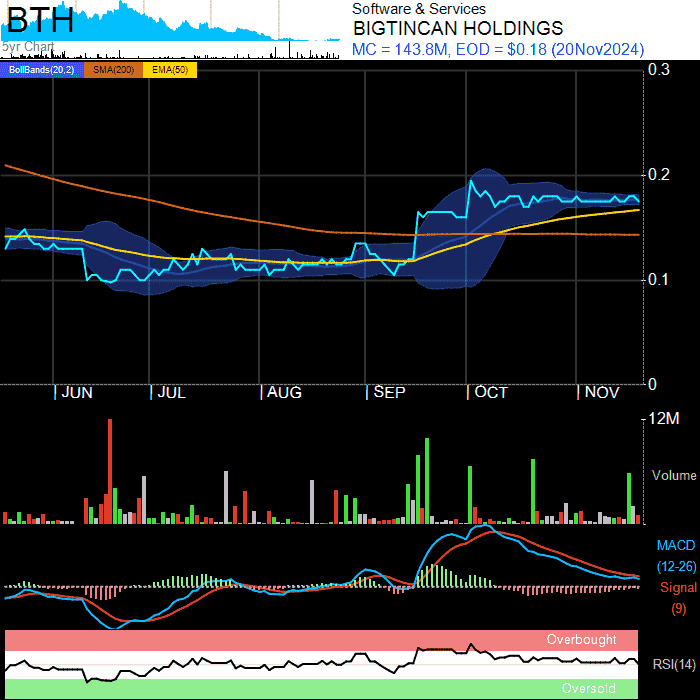 BTH
5yr Chart
Software & Services
BIGTINCAN HOLDINGS
MC = 143.8M, EOD = $0.18 (20Nov2024)
BollBands(20,2) SMA(200) EMA(50)
0.3
0.2
0.1
0
JUN JUL AUG SEP OCT NOV
12M
Volume
MACD
(12-26)
Signal
(9)
Overbought
RSI(14)
Oversold